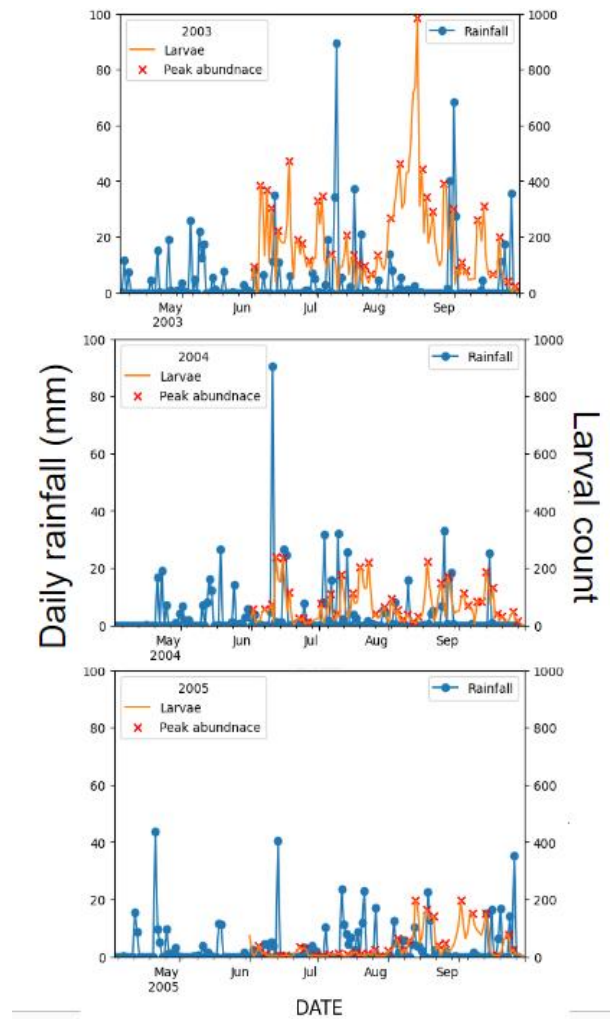 100
80
60
40
20
0
2003
Larvae
Peak abundnace
Rainfall
1000
800
600
400
200
0
May
2003
Jun
Jul
Aug
Sep
100
80
60
40
20
0
2004
Larvae
Peak abundnace
Rainfall
1000
800
600
400
200
0
May
2004
Jun
Jul
Aug
Sep
Daily rainfall (mm)
Larval count
100
80
60
40
20
0
2005
Larvae
Peak abundnace
Rainfall
1000
800
600
400
200
0
May
2005
Jun
Jul
Aug
Sep
DATE